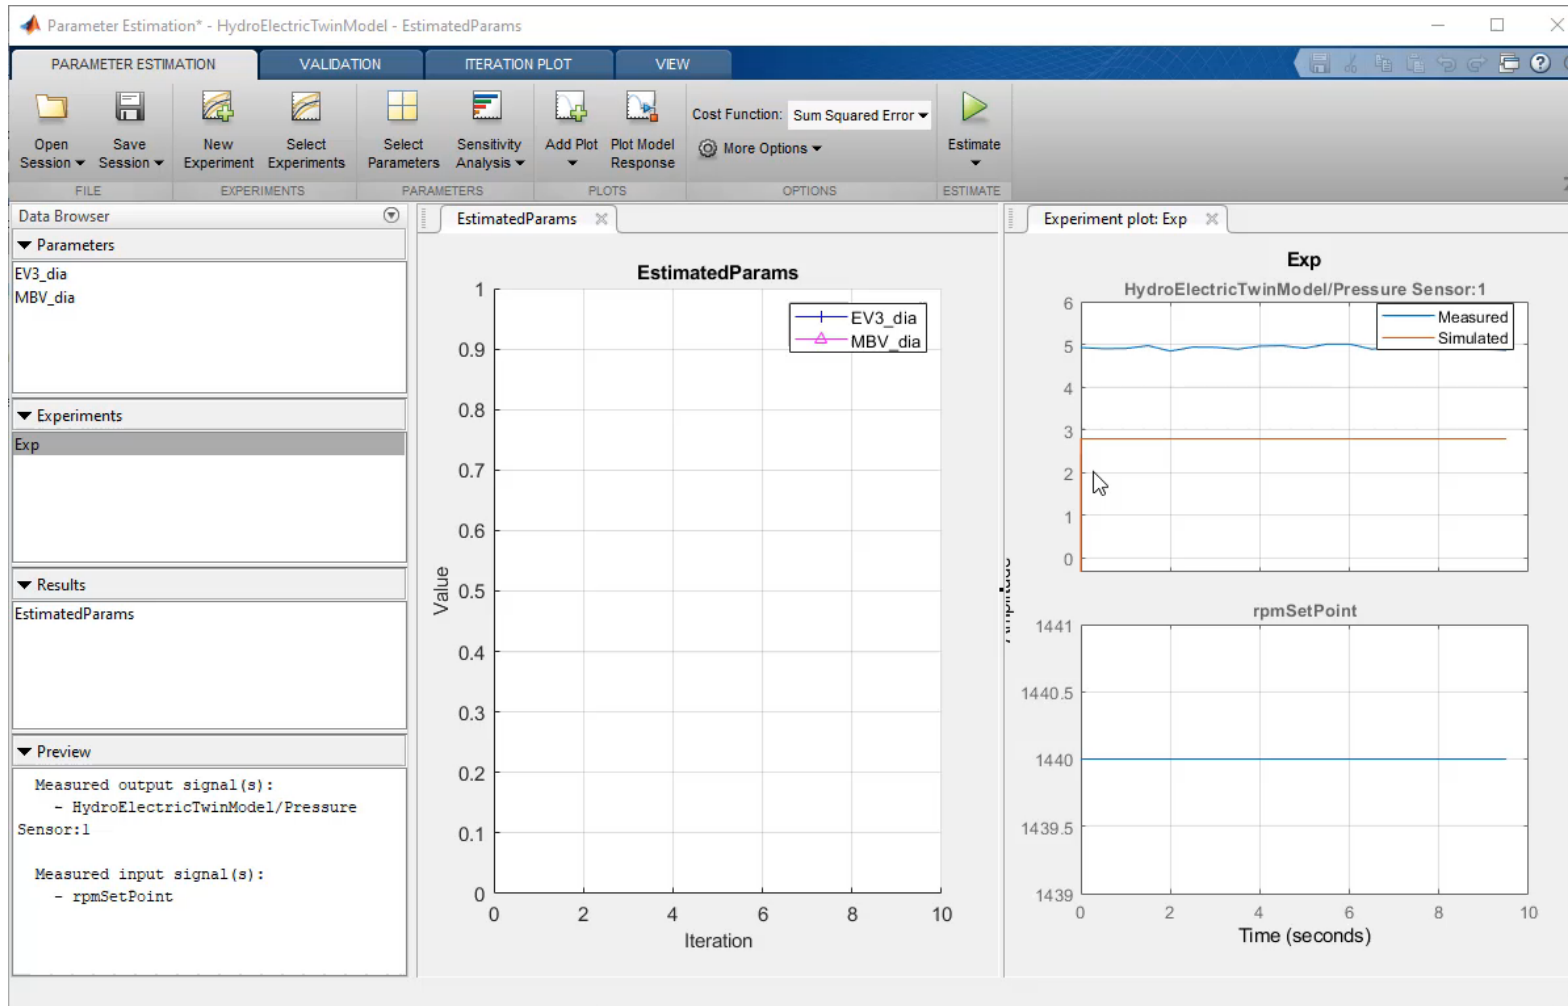 Parameter Estimation* - HydroElectricTwinModel - EstimatedParams
PARAMETER ESTIMATION
VALIDATION
ITERATION PLOT
VIEW
Open Session
Save Session
New Experiment
Select Experiments
Select Parameters
Sensitivity Analysis
Add Plot
Plot Model Response
Cost Function: Sum Squared Error
More Options
Estimate
FILE
EXPERIMENTS
PARAMETERS
PLOTS
OPTIONS
ESTIMATE
Data Browser
Parameters
EV3_dia
MBV_dia
Experiments
Exp
Results
EstimatedParams
Preview
Measured output signal(s):
- HydroElectricTwinModel/Pressure
Sensor:1
Measured input signal(s):
- rpmSetPoint
EstimatedParams
EstimatedParams
EV3_dia
MBV_dia
1
0.9
0.8
0.7
0.6
0.5
0.4
0.3
0.2
0.1
0
Value
0 2 4 6 8 10
Iteration
Experiment plot: Exp
Exp
HydroElectricTwinModel/Pressure Sensor:1
Measured
Simulated
6
5
4
3
2
1
0
Amplitude
rpmSetPoint
1441
1440.5
1440
1439.5
1439
0 2 4 6 8 10
Time (seconds)